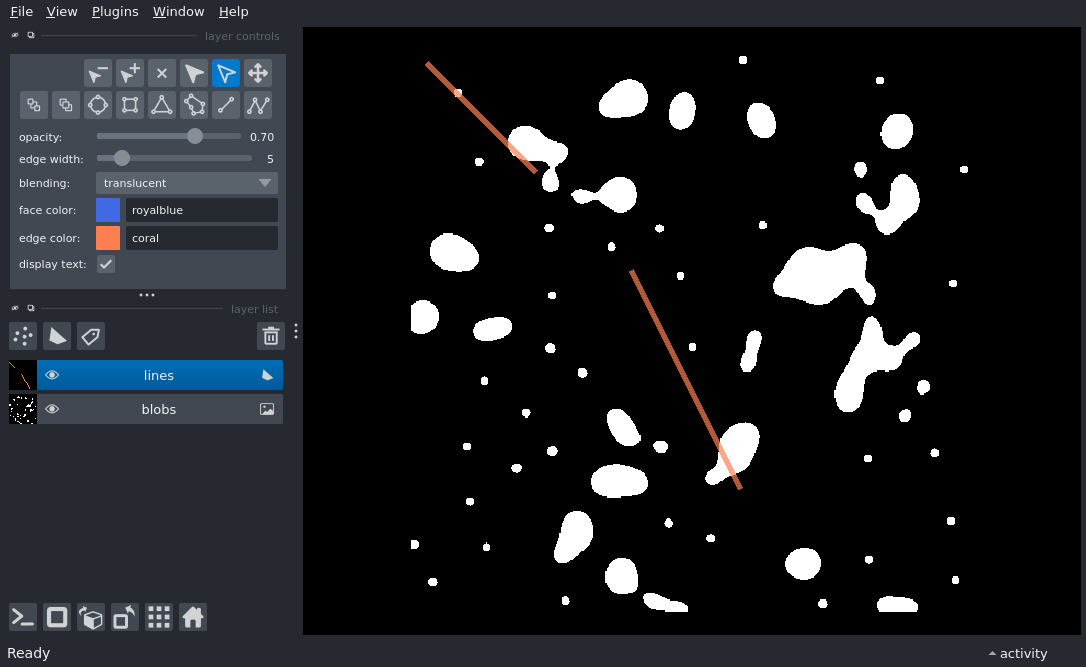 File View Plugins Window Help
layer controls
opacity: 0.70
edge width: 5
blending: translucent
face color: royalblue
edge color: coral
display text:
layer list
lines
blobs
Ready
activity